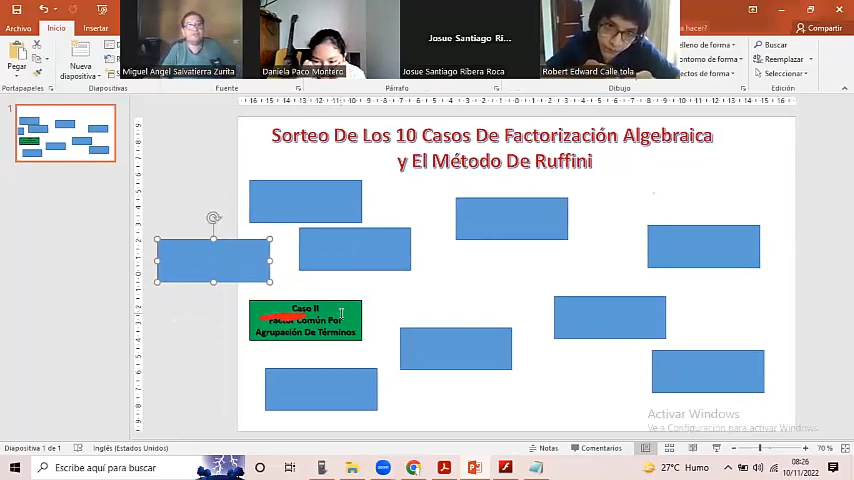 Archivo
Inicio
Insertar
hacer?
Pegar
Nueva
diapositiva
Portapapeles
Diapositivas
Fuente
Párrafo
Dibujo
Edición
Miguel Angel Salvatierra Zurita
Daniela Paco Montero
Josue Santiago Ri...
Josue Santiago Ribera Roca
Robert Edward Calle tola
relleno de forma
contorno de forma
fectos de forma
Buscar
Reemplazar
Seleccionar
1
Sorteo De Los 10 Casos De Factorización Algebraica
y El Método De Ruffini
Caso II
Factor Común Por
Agrupación De Términos
Activar Windows
Ve a Configuración para activar Windows.
Diapositiva 1 de 1
Inglés (Estados Unidos)
Notas
Comentarios
70 %
Escribe aquí para buscar
27°C Humo
08:26
10/11/2022